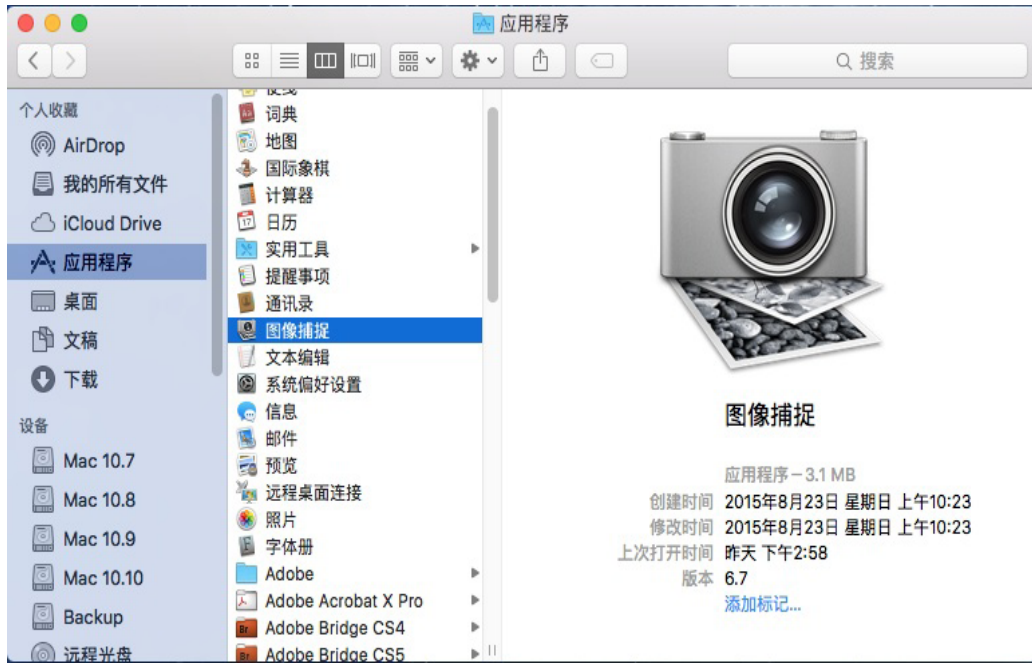 应用程序
搜索
个人收藏
AirDrop
我的所有文件
iCloud Drive
应用程序
桌面
文稿
下载
设备
Mac 10.7
Mac 10.8
Mac 10.9
Mac 10.10
Backup
远程光盘
便笺
词典
地图
国际象棋
计算器
日历
实用工具
提醒事项
通讯录
图像捕捉
文本编辑
系统偏好设置
信息
邮件
预览
远程桌面连接
照片
字体册
Adobe
Adobe Acrobat X Pro
Adobe Bridge CS4
Adobe Bridge CS5
图像捕捉
应用程序 – 3.1 MB
创建时间 2015年8月23日 星期日 上午10:23
修改时间 2015年8月23日 星期日 上午10:23
上次打开时间 昨天 下午2:58
版本 6.7
添加标记...